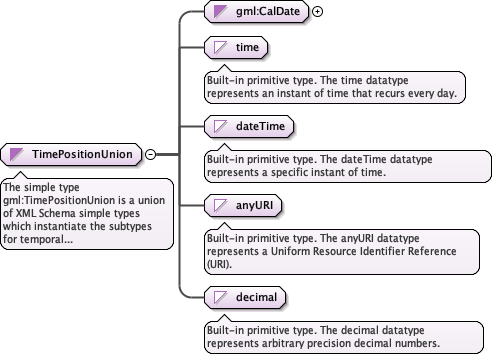 gml:CalDate
time
Built-in primitive type. The time datatype
represents an instant of time that recurs every day.
dateTime
Built-in primitive type. The dateTime datatype
represents a specific instant of time.
TimePositionUnion
The simple type
gml:TimePositionUnion is a union
of XML Schema simple types
which instantiate the subtypes
for temporal...
anyURI
Built-in primitive type. The anyURI datatype
represents a Uniform Resource Identifier Reference
(URI).
decimal
Built-in primitive type. The decimal datatype
represents arbitrary precision decimal numbers.